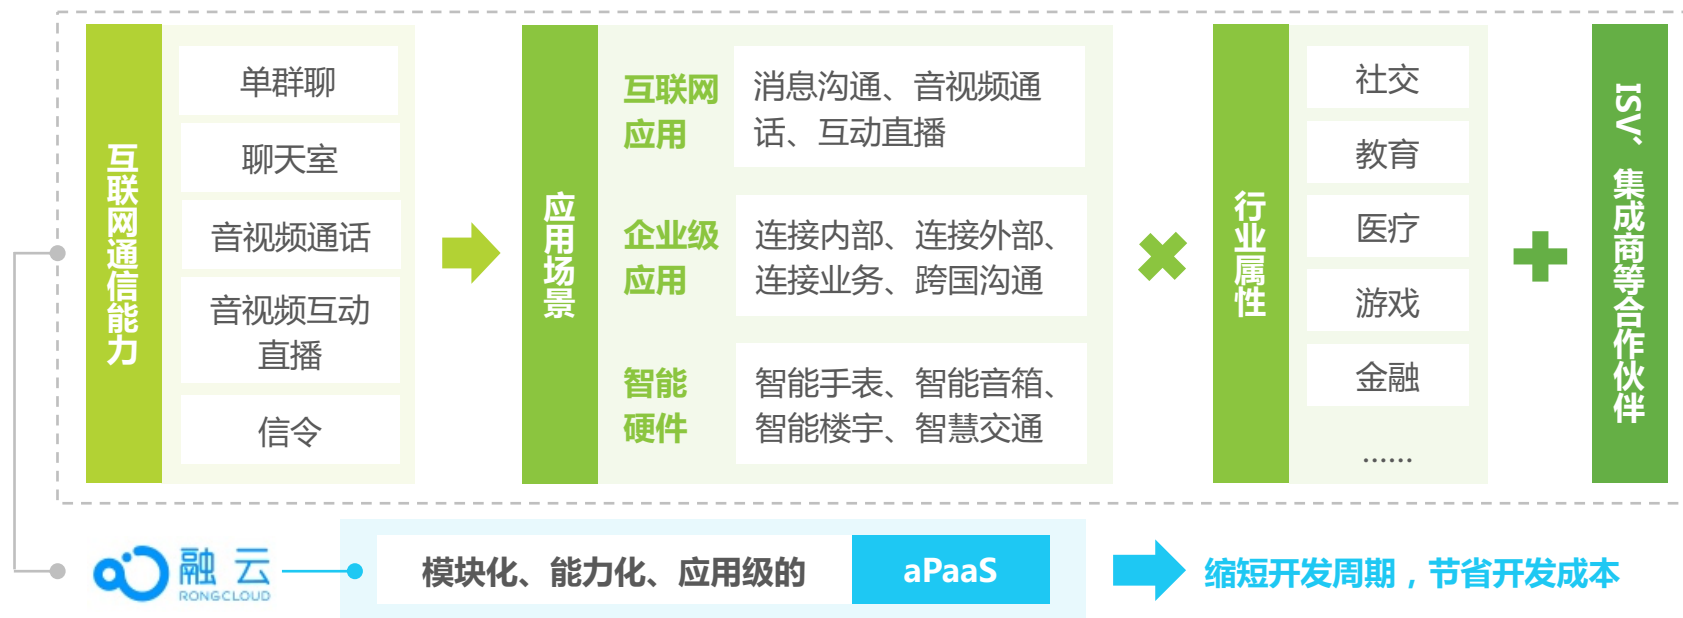 互联网通信能力
单群聊
聊天室
音视频通话
音视频互动
直播
信令
应用场景
互联网
应用
消息沟通、音视频通
话、互动直播
企业级
应用
连接内部、连接外部、
连接业务、跨国沟通
智能
硬件
智能手表、智能音箱、
智能楼宇、智慧交通
行业属性
社交
教育
医疗
游戏
金融
......
ISV、集成商等合作伙伴
融云
RONGCLOUD
模块化、能力化、应用级的
aPaaS
缩短开发周期，节省开发成本